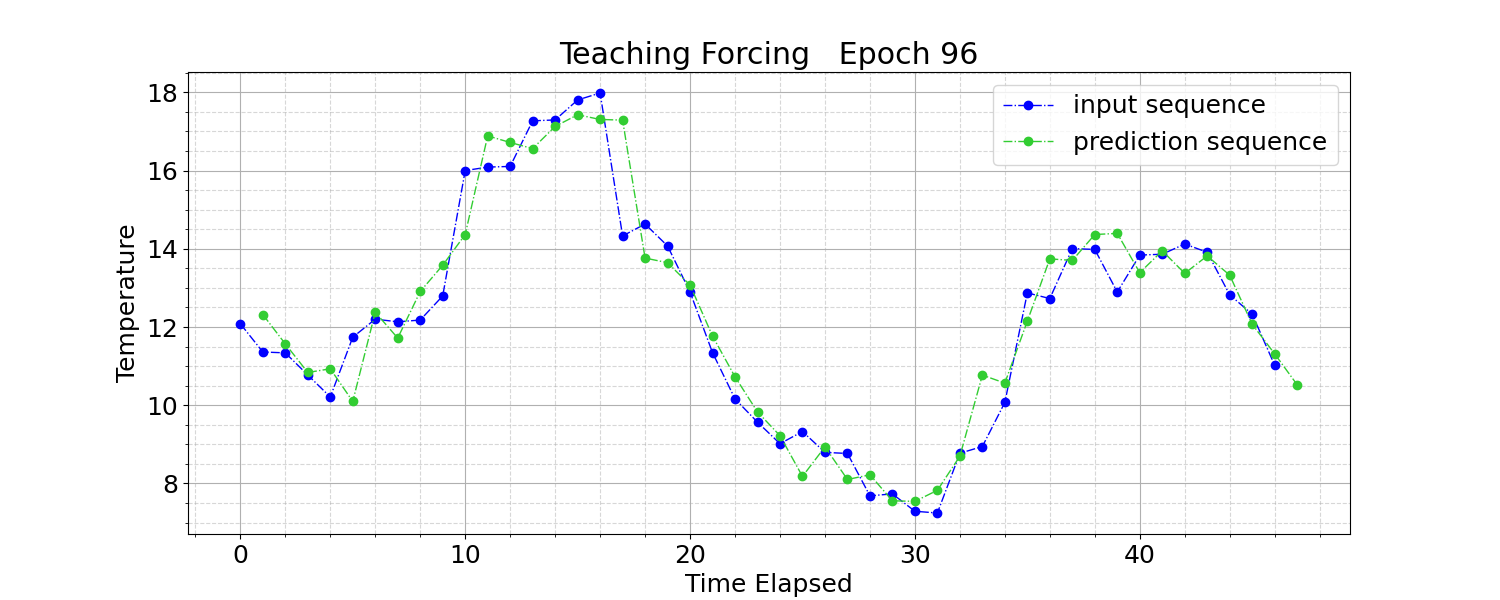 Teaching Forcing   Epoch 96
input sequence
prediction sequence
Temperature
18
16
14
12
10
8
0 10 20 30 40
Time Elapsed